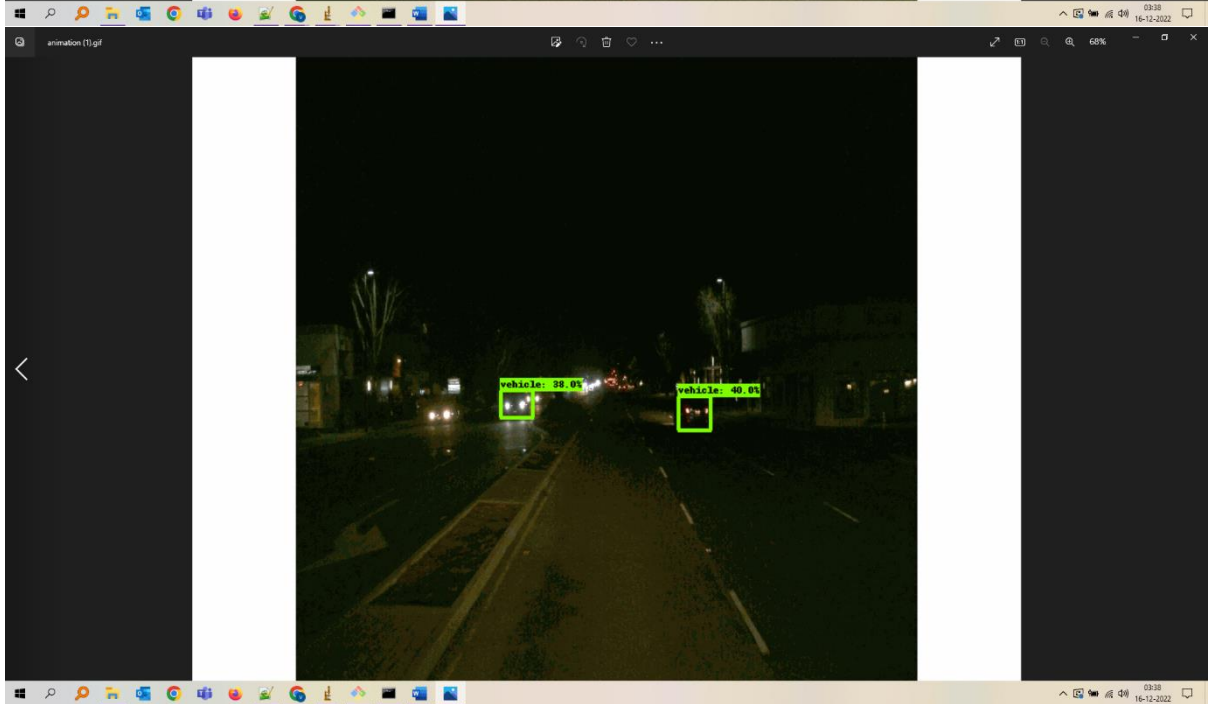 03:38
16-12-2022
animation (1).gif
68%
vehicle: 38.0%
vehicle: 40.0%
03:38
16-12-2022